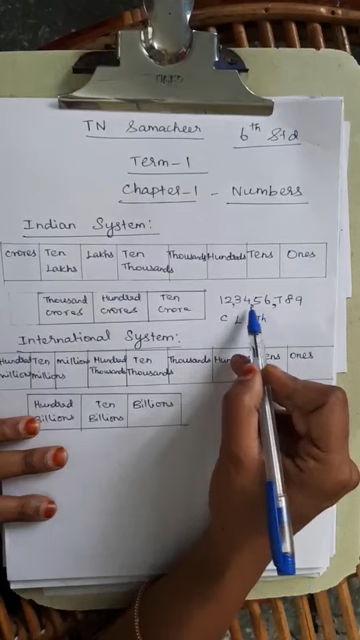 TN Samacheer 6th Std
Term-1
Chapter-1 - Numbers
Indian System:
Crores Ten Lakhs Lakhs Ten Thousands Thousands Hundreds Tens Ones
Thousand Crores Hundred Crores Ten Crore 12,34,56,789
C L th
International System:
Hundred millions Ten millions million Hundred Thousands Ten Thousands Thousands Ones
Hundred Billions Ten Billions Billions